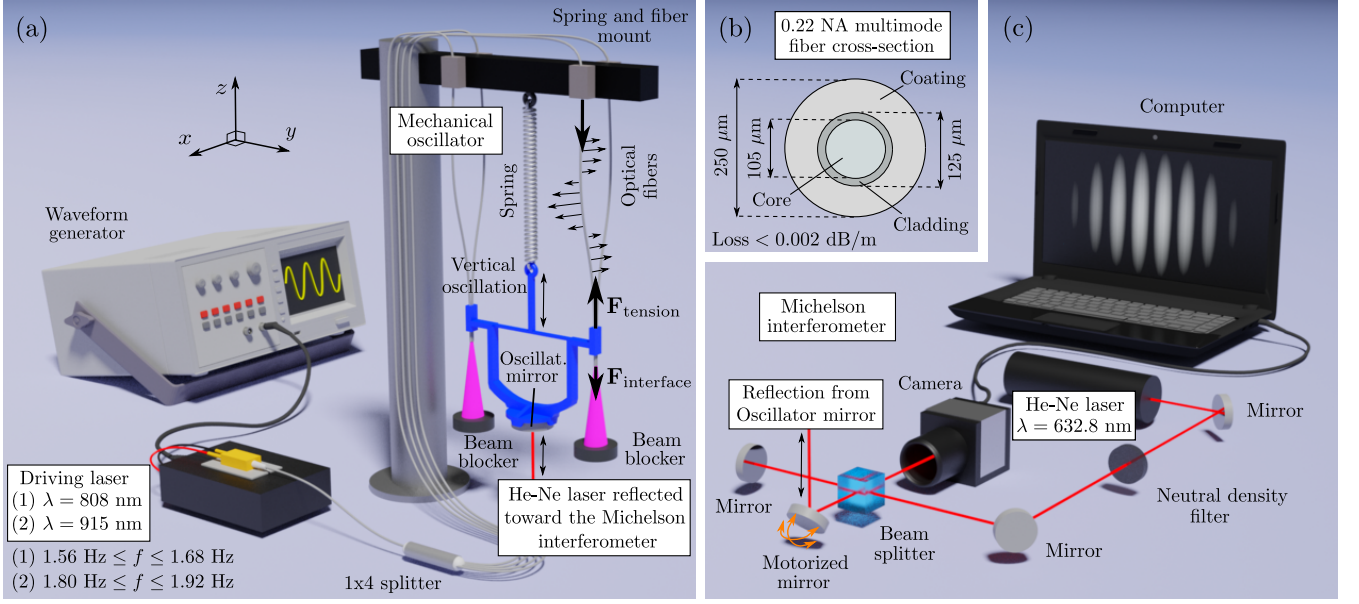 (a)
Spring and fiber
mount
z
x
y
Mechanical
oscillator
Spring
Optical
fibers
Waveform
generator
Vertical
oscillation
F_tension
Oscillat.
mirror
F_interface
Beam
blocker
Beam
blocker
Driving laser
(1) λ = 808 nm
(2) λ = 915 nm
He-Ne laser reflected
toward the Michelson
interferometer
(1) 1.56 Hz ≤ f ≤ 1.68 Hz
(2) 1.80 Hz ≤ f ≤ 1.92 Hz
1x4 splitter
(b)
0.22 NA multimode
fiber cross-section
Coating
250 μm
105 μm
125 μm
Core
Cladding
Loss < 0.002 dB/m
(c)
Computer
Michelson
interferometer
Reflection from
Oscillator mirror
Camera
He-Ne laser
λ = 632.8 nm
Mirror
Mirror
Neutral density
filter
Motorized
mirror
Beam
splitter
Mirror